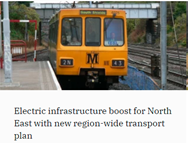 M
Electric infrastructure boost for North
East with new region-wide transport
plan